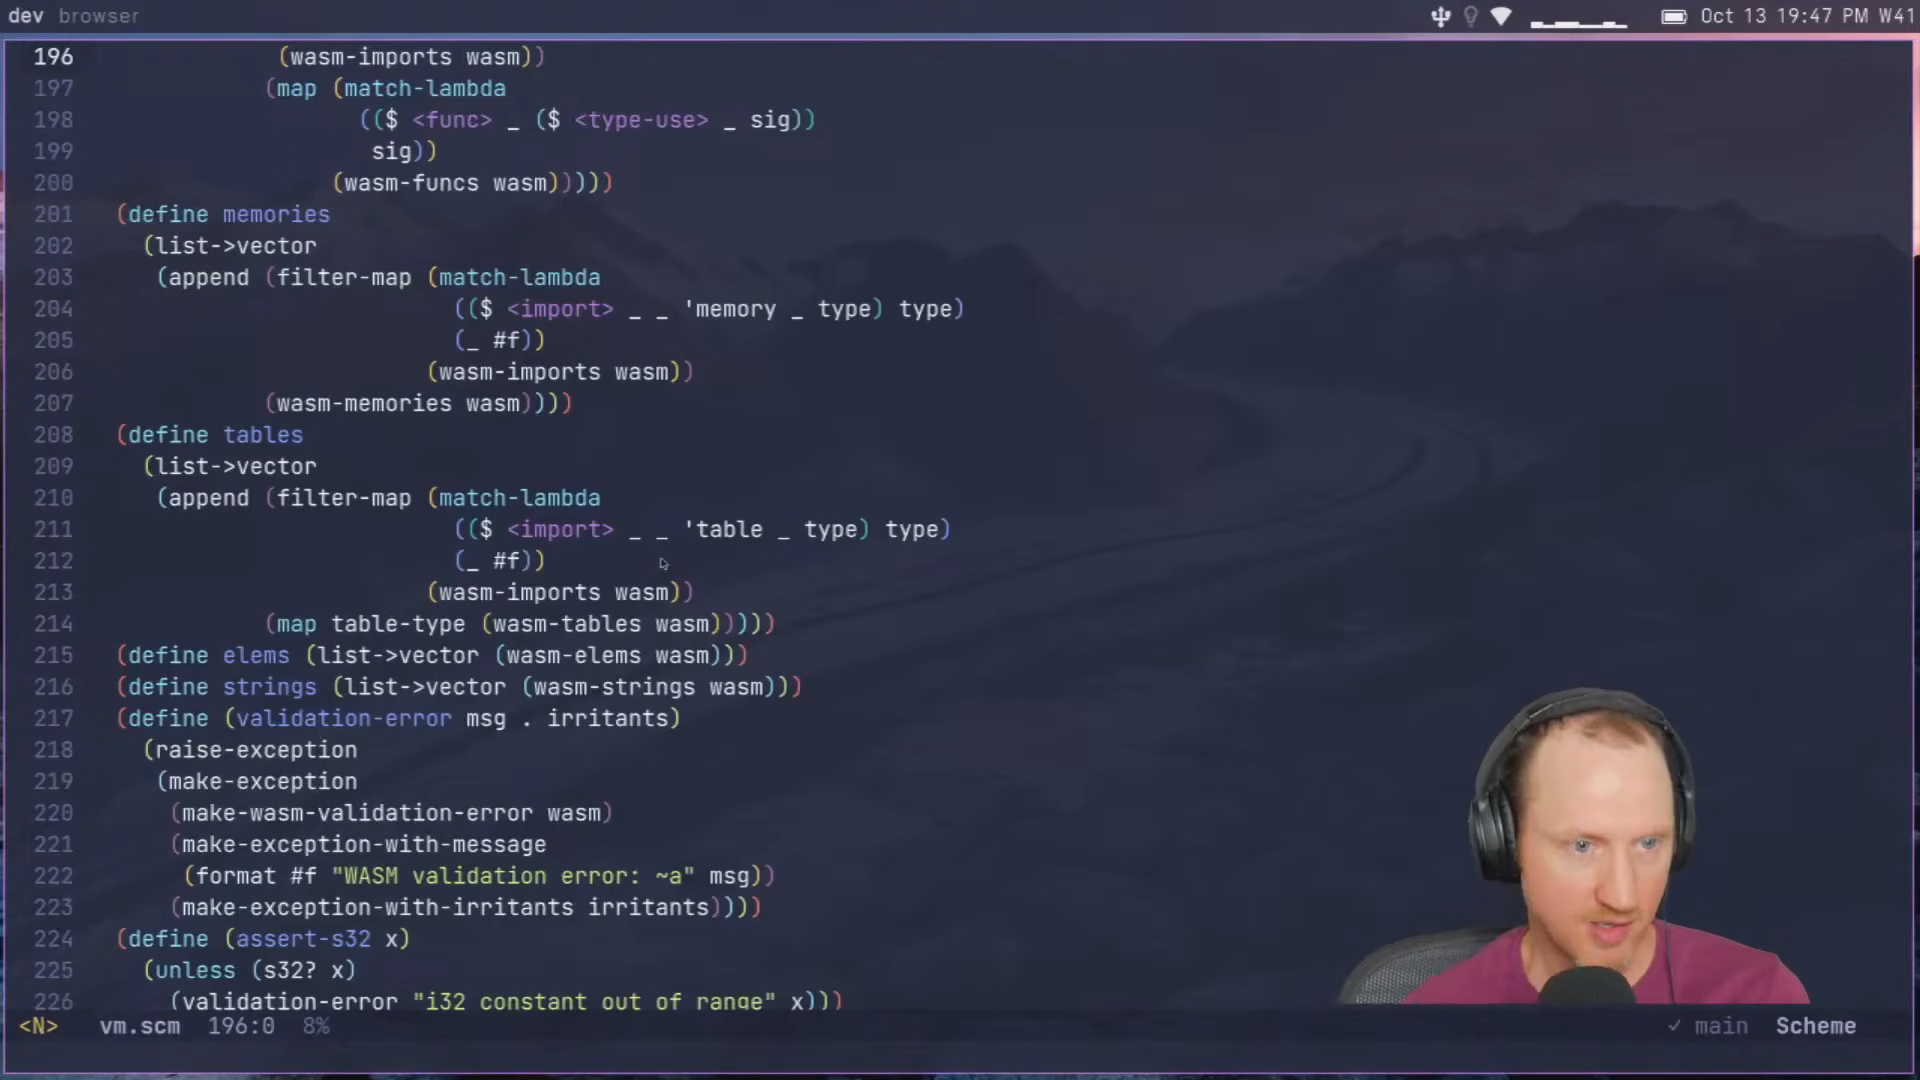 dev browser Oct 13 19:47 PM W41
196 (wasm-imports wasm))
197 (map (match-lambda
198 (($ <func> _ ($ <type-use> _ sig))
199 sig))
200 (wasm-funcs wasm)))))
201 (define memories
202 (list->vector
203 (append (filter-map (match-lambda
204 (($ <import> _ _ 'memory _ type) type)
205 (_ #f))
206 (wasm-imports wasm))
207 (wasm-memories wasm))))
208 (define tables
209 (list->vector
210 (append (filter-map (match-lambda
211 (($ <import> _ _ 'table _ type) type)
212 (_ #f))
213 (wasm-imports wasm))
214 (map table-type (wasm-tables wasm)))))
215 (define elems (list->vector (wasm-elems wasm)))
216 (define strings (list->vector (wasm-strings wasm)))
217 (define (validation-error msg . irritants)
218 (raise-exception
219 (make-exception
220 (make-wasm-validation-error wasm)
221 (make-exception-with-message
222 (format #f "WASM validation error: ~a" msg))
223 (make-exception-with-irritants irritants))))
224 (define (assert-s32 x)
225 (unless (s32? x)
226 (validation-error "i32 constant out of range" x)))
<N> vm.scm 196:0 8% ✓ main Scheme